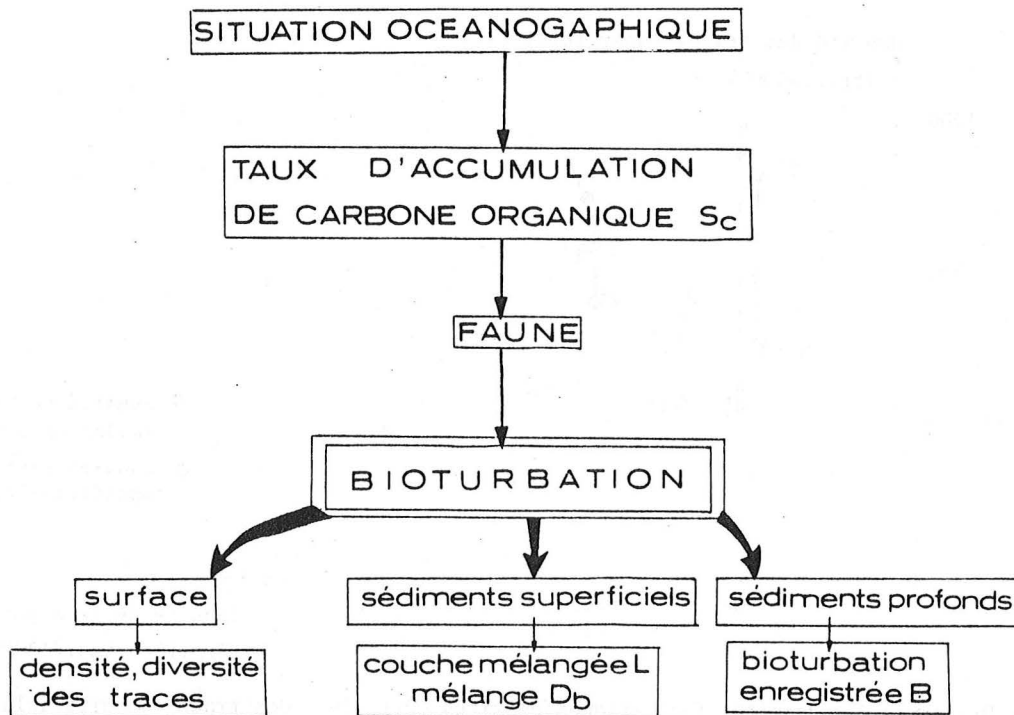 SITUATION OCEANOGAPHIQUE
TAUX D'ACCUMULATION
DE CARBONE ORGANIQUE Sc
FAUNE
BIOTURBATION
surface
sédiments superficiels
sédiments profonds
densité, diversité
des traces
couche mélangée L
mélange Db
bioturbation
enregistrée B